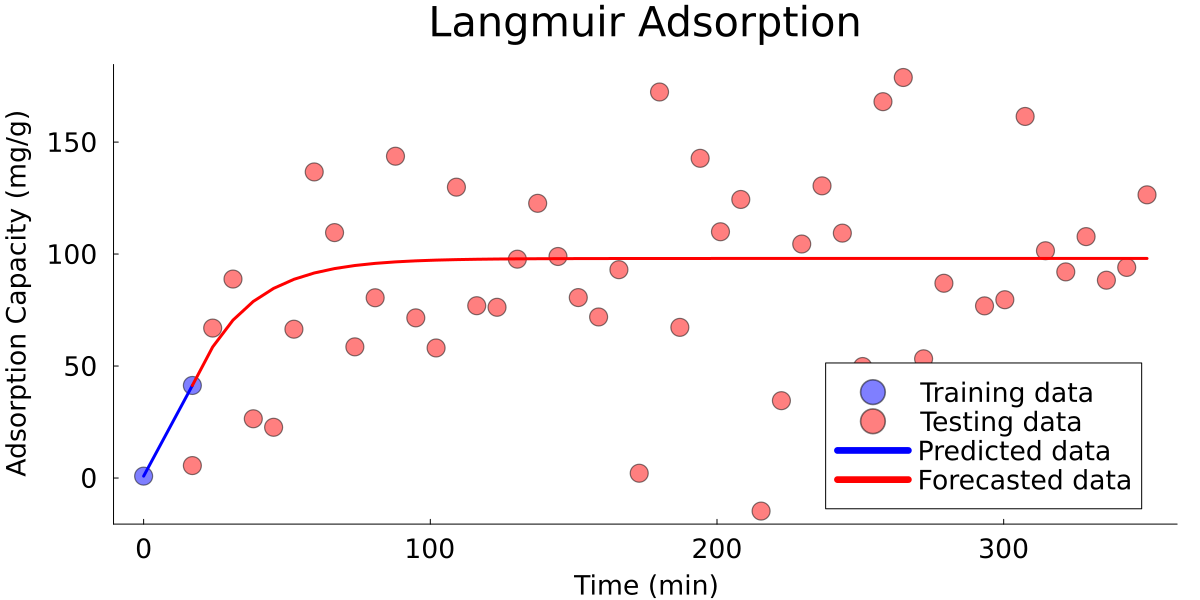 Langmuir Adsorption
Adsorption Capacity (mg/g)
150
100
50
0
0 100 200 300
Time (min)
Training data
Testing data
Predicted data
Forecasted data